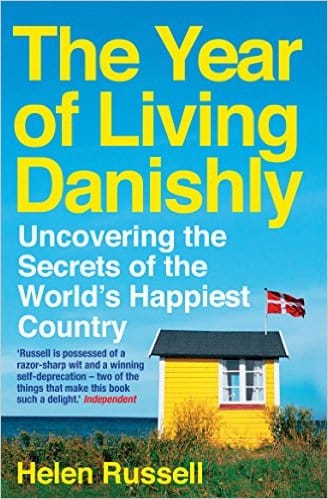 The Year
of Living
Danishly
Uncovering the
Secrets of the
World's Happiest
Country
'Russell is possessed of a
razor-sharp wit and a winning
self-deprecation – two of the
things that make this book
such a delight.' Independent
Helen Russell